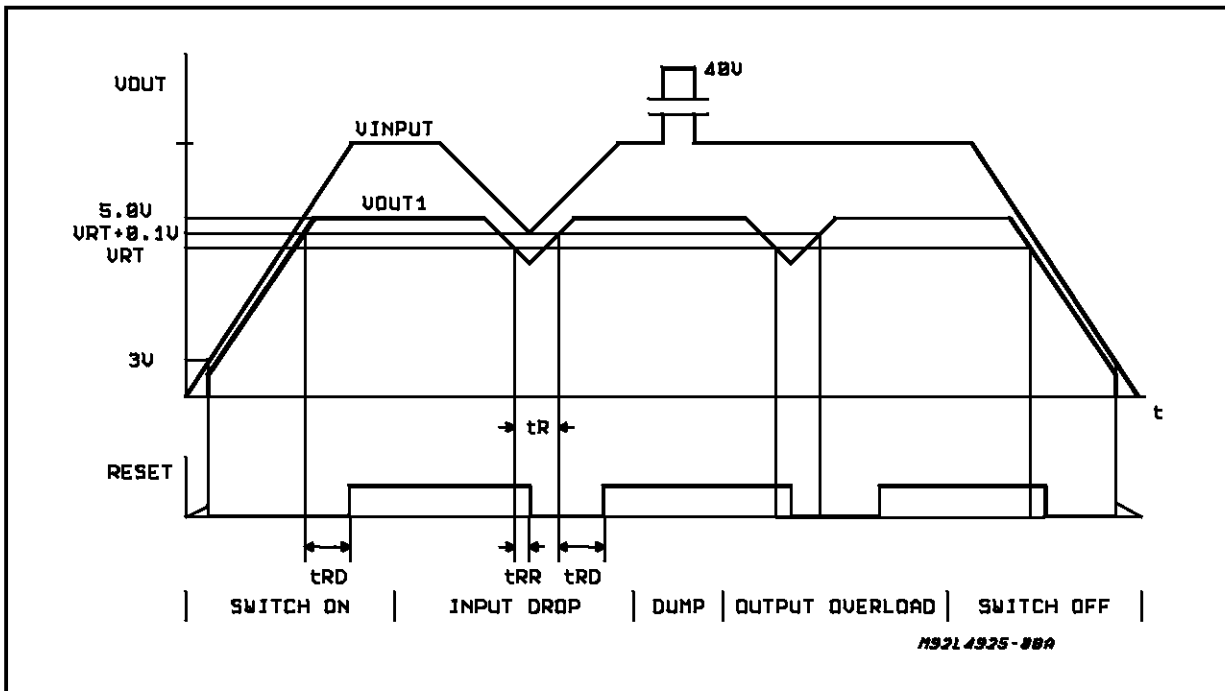 VOUT
40V
VINPUT
5.0V
VOUT1
VRT+0.1V
VRT
3V
t
tR
RESET
tRD
tRR
tRD
SWITCH ON
INPUT DROP
DUMP
OUTPUT OVERLOAD
SWITCH OFF
M92L4925-08A